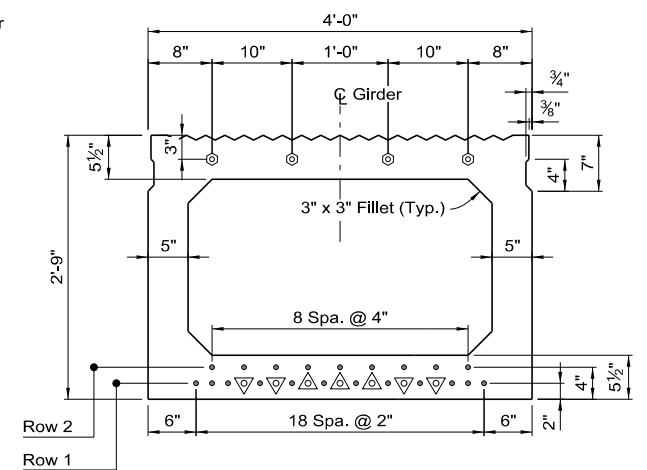 r
4'-0"
8" 10" 1'-0" 10" 8"
¾"
⅜"
℄ Girder
5½"
3"
7"
4"
3" x 3" Fillet (Typ.)
5" 5"
2'-9"
8 Spa. @ 4"
Row 2
Row 1
6" 18 Spa. @ 2" 6"
2"
4"
5½"